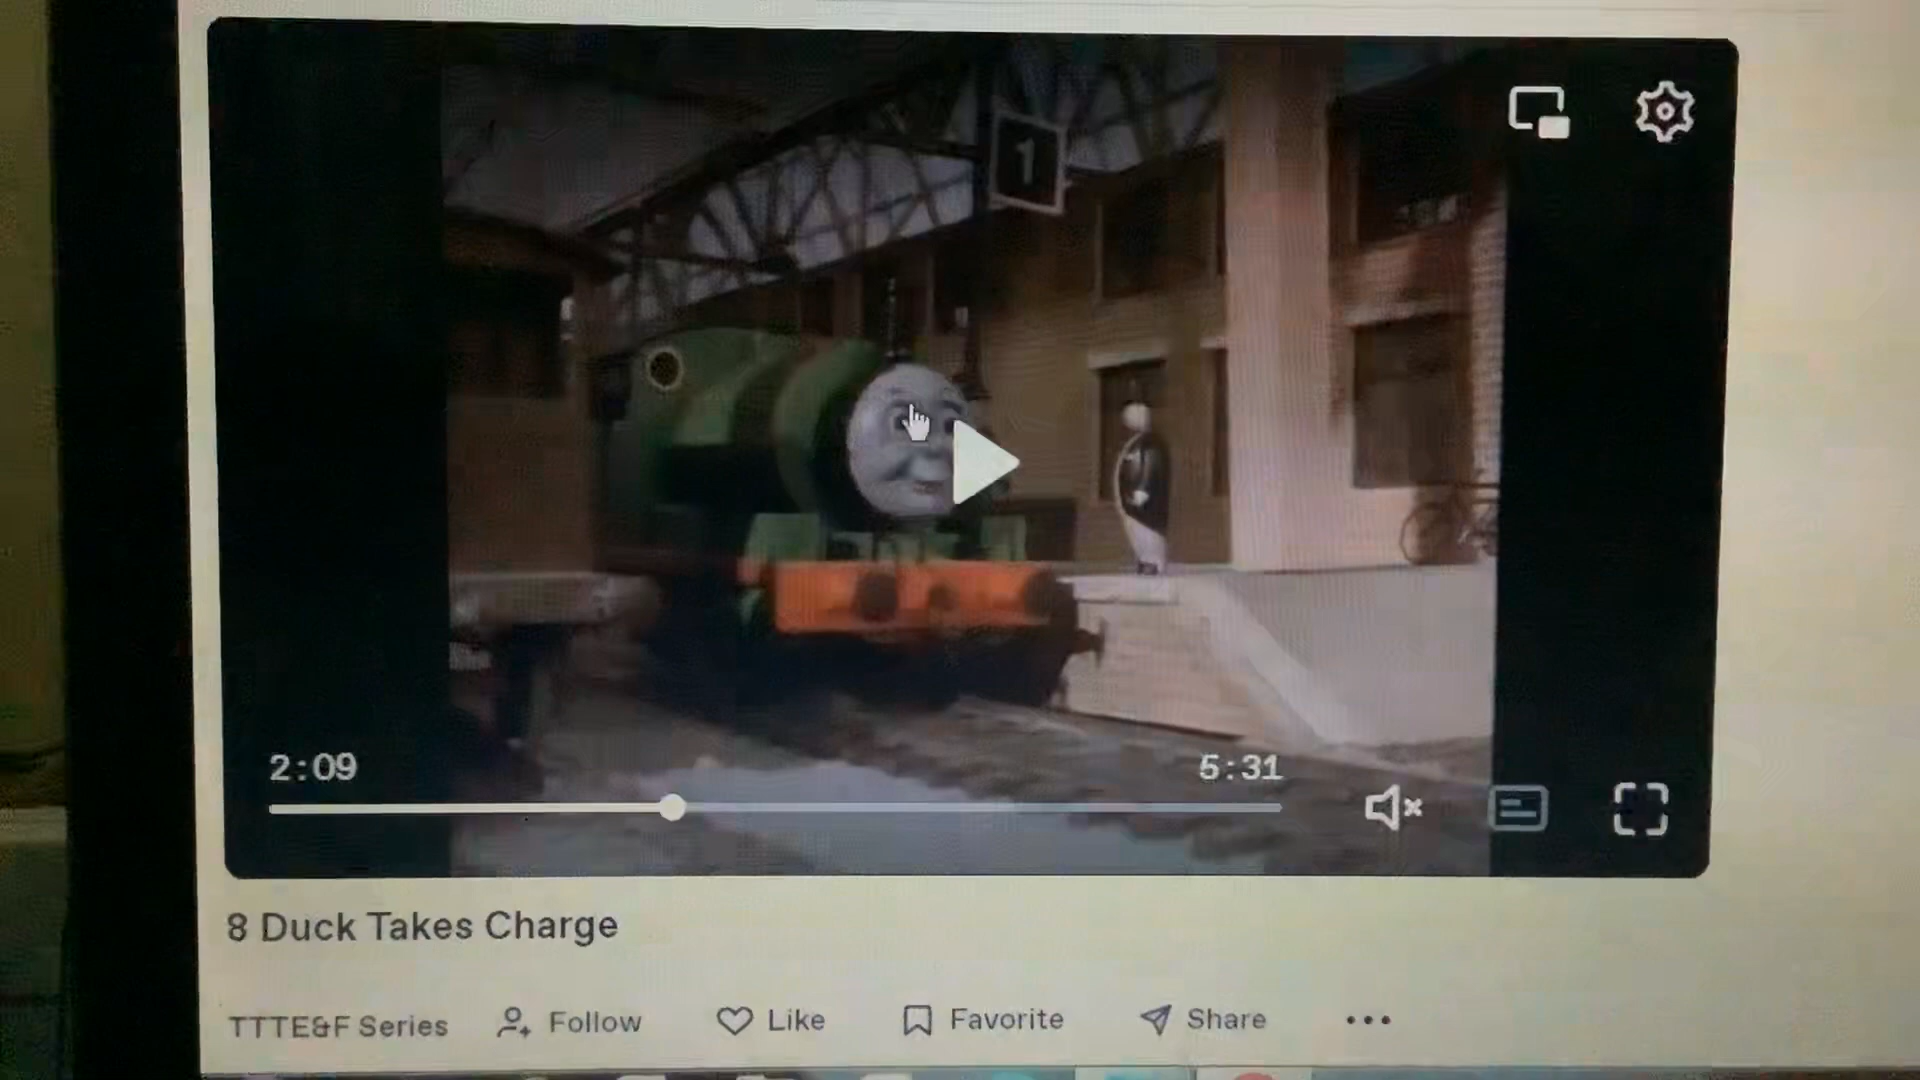 1
2:09
5:31
8 Duck Takes Charge
TTTE&F Series Follow Like Favorite Share